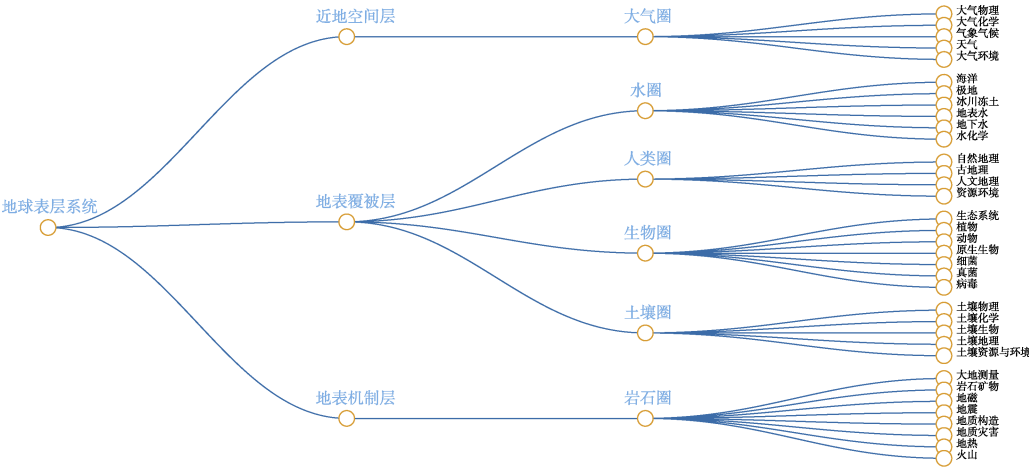 地球表层系统
近地空间层
大气圈
大气物理
大气化学
气象气候
天气
大气环境
地表覆被层
水圈
海洋
极地
冰川冻土
地表水
地下水
水化学
人类圈
自然地理
古地理
人文地理
资源环境
生物圈
生态系统
植物
动物
原生生物
细菌
真菌
病毒
土壤圈
土壤物理
土壤化学
土壤生物
土壤地理
土壤资源与环境
地表机制层
岩石圈
大地测量
岩石矿物
地磁
地震
地质构造
地质灾害
地热
火山